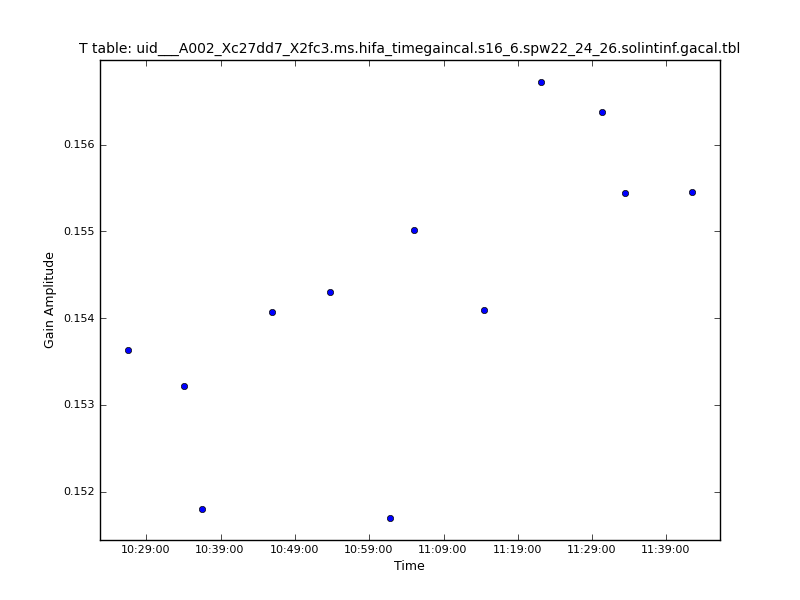 T table: uid___A002_Xc27dd7_X2fc3.ms.hifa_timegaincal.s16_6.spw22_24_26.solintinf.gacal.tbl
0.156
0.155
0.154
0.153
0.152
Gain Amplitude
10:29:00 10:39:00 10:49:00 10:59:00 11:09:00 11:19:00 11:29:00 11:39:00
Time